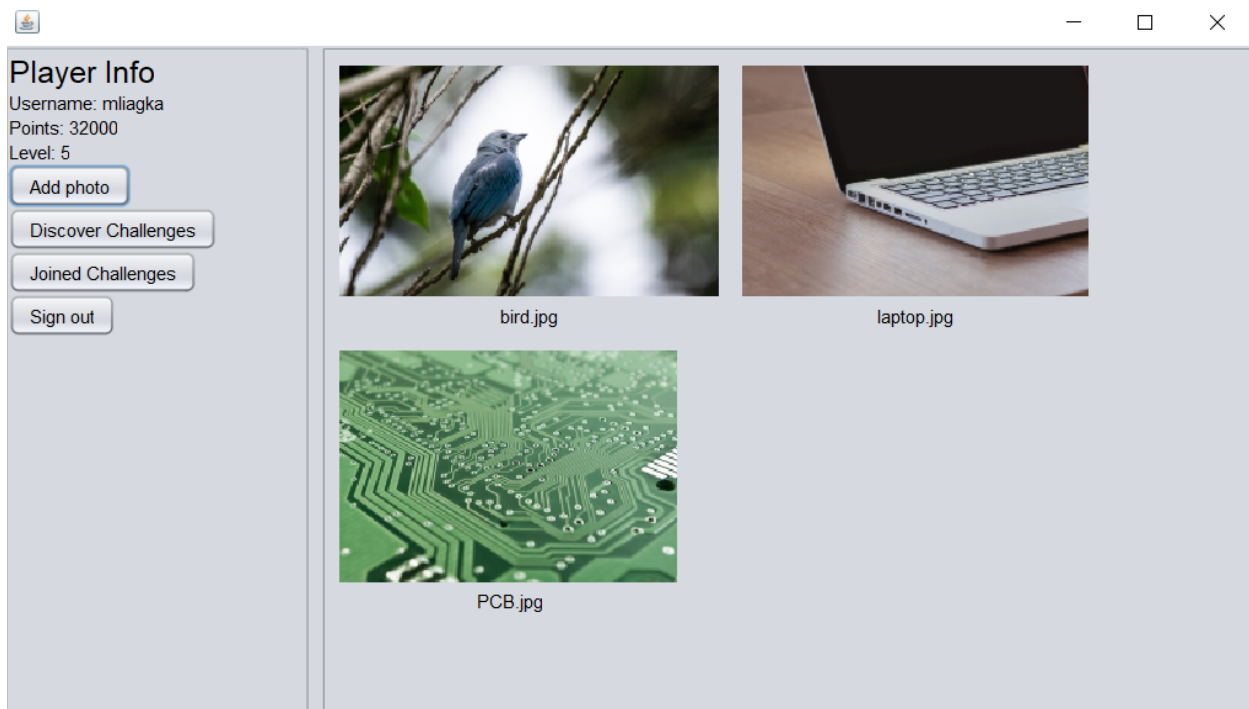 Player Info
Username: mliagka
Points: 32000
Level: 5
Add photo
Discover Challenges
Joined Challenges
Sign out
bird.jpg
laptop.jpg
PCB.jpg